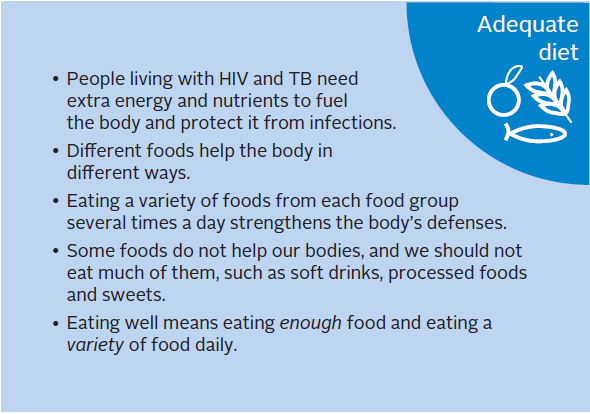 Adequate
diet
• People living with HIV and TB need
extra energy and nutrients to fuel
the body and protect it from infections.
• Different foods help the body in
different ways.
• Eating a variety of foods from each food group
several times a day strengthens the body’s defenses.
• Some foods do not help our bodies, and we should not
eat much of them, such as soft drinks, processed foods
and sweets.
• Eating well means eating enough food and eating a
variety of food daily.